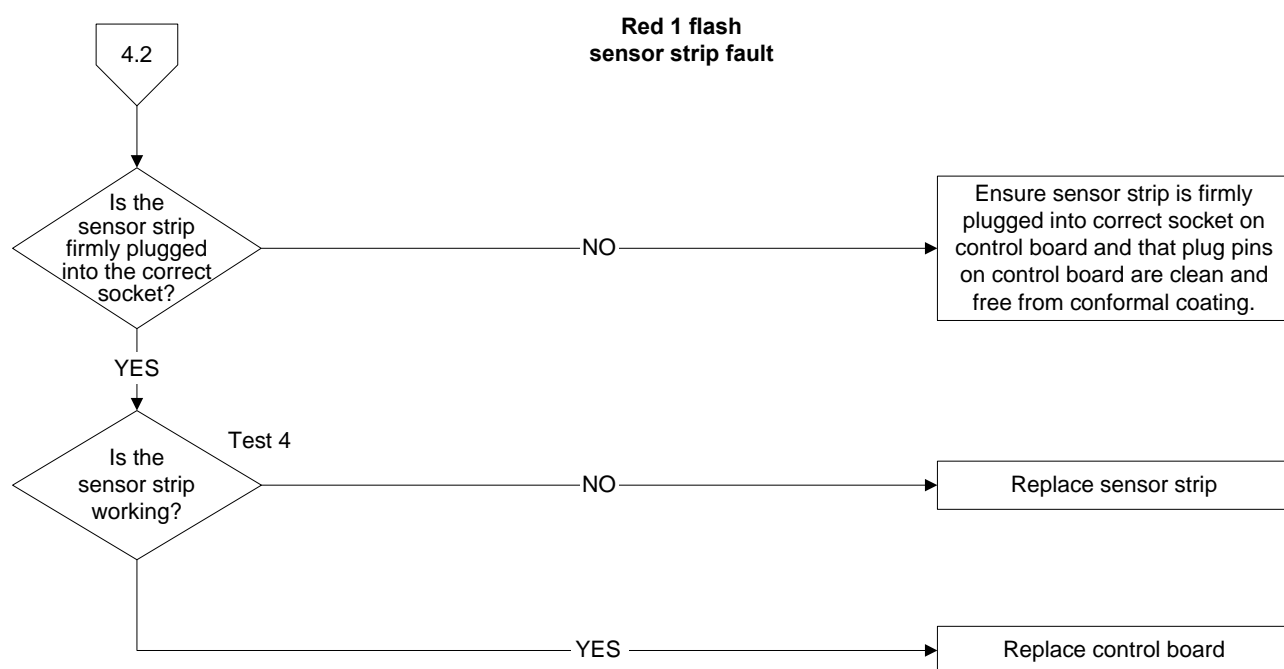 Red 1 flash
sensor strip fault
4.2
Is the
sensor strip
firmly plugged
into the correct
socket?
NO
Ensure sensor strip is firmly
plugged into correct socket on
control board and that plug pins
on control board are clean and
free from conformal coating.
YES
Test 4
Is the
sensor strip
working?
NO
Replace sensor strip
YES
Replace control board